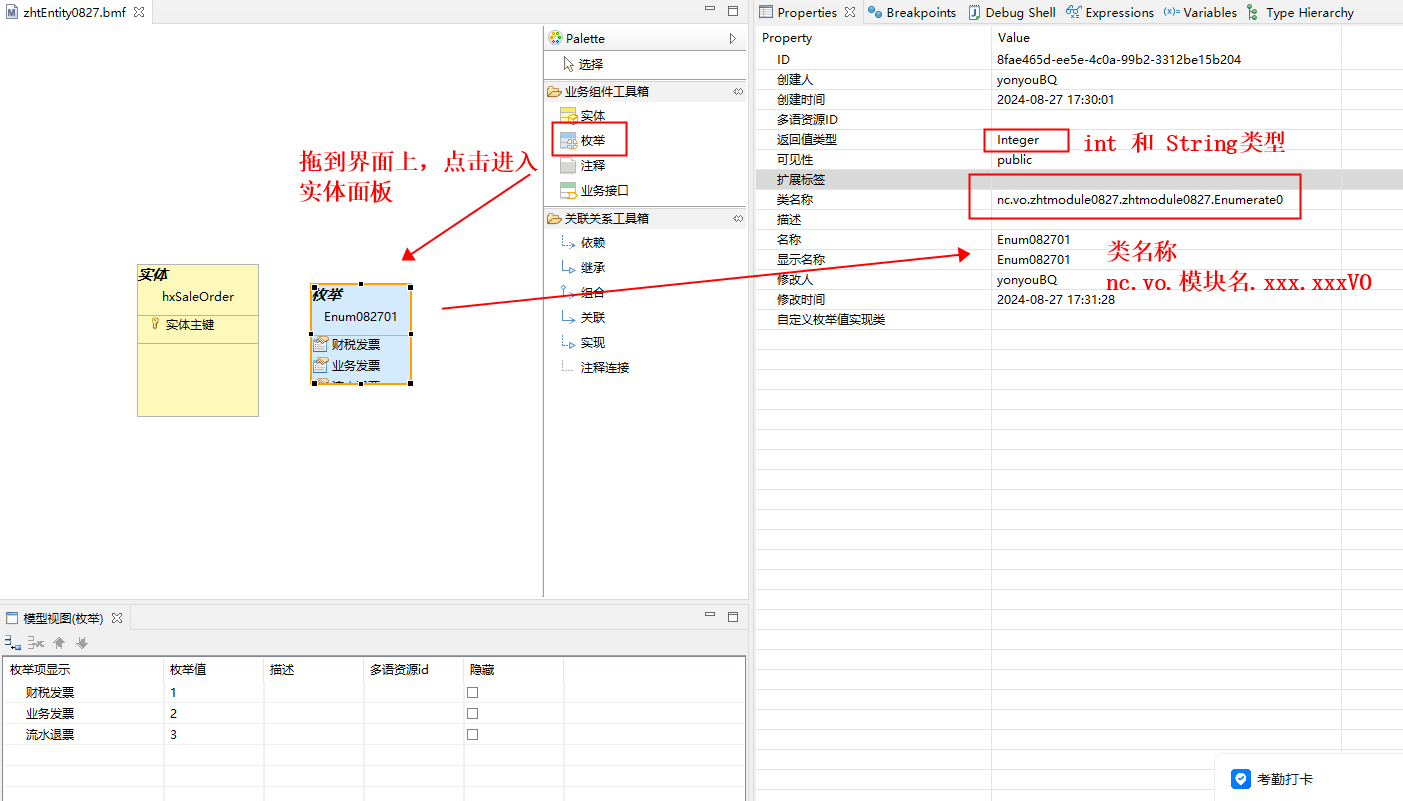 zhtEntity0827.bmf
Palette
选择
业务组件工具箱
实体
枚举
注释
业务接口
关联关系工具箱
依赖
继承
组合
关联
实现
注释连接
拖到界面上，点击进入
实体面板
实体
hxSaleOrder
实体主键
枚举
Enum082701
财税发票
业务发票
Properties Breakpoints Debug Shell Expressions (x)= Variables Type Hierarchy
Property Value
ID 8fae465d-ee5e-4c0a-99b2-3312be15b204
创建人 yonyouBQ
创建时间 2024-08-27 17:30:01
多语资源ID
返回值类型 Integer
int 和 String类型
可见性 public
扩展标签
类名称 nc.vo.zhtmodule0827.zhtmodule0827.Enumerate0
描述
名称 Enum082701
显示名称 Enum082701
修改人 yonyouBQ
修改时间 2024-08-27 17:31:28
自定义枚举值实现类
类名称
nc.vo.模块名.xxx.xxxVO
模型视图(枚举)
枚举项显示 枚举值 描述 多语资源id 隐藏
财税发票 1
业务发票 2
流水退票 3
考勤打卡